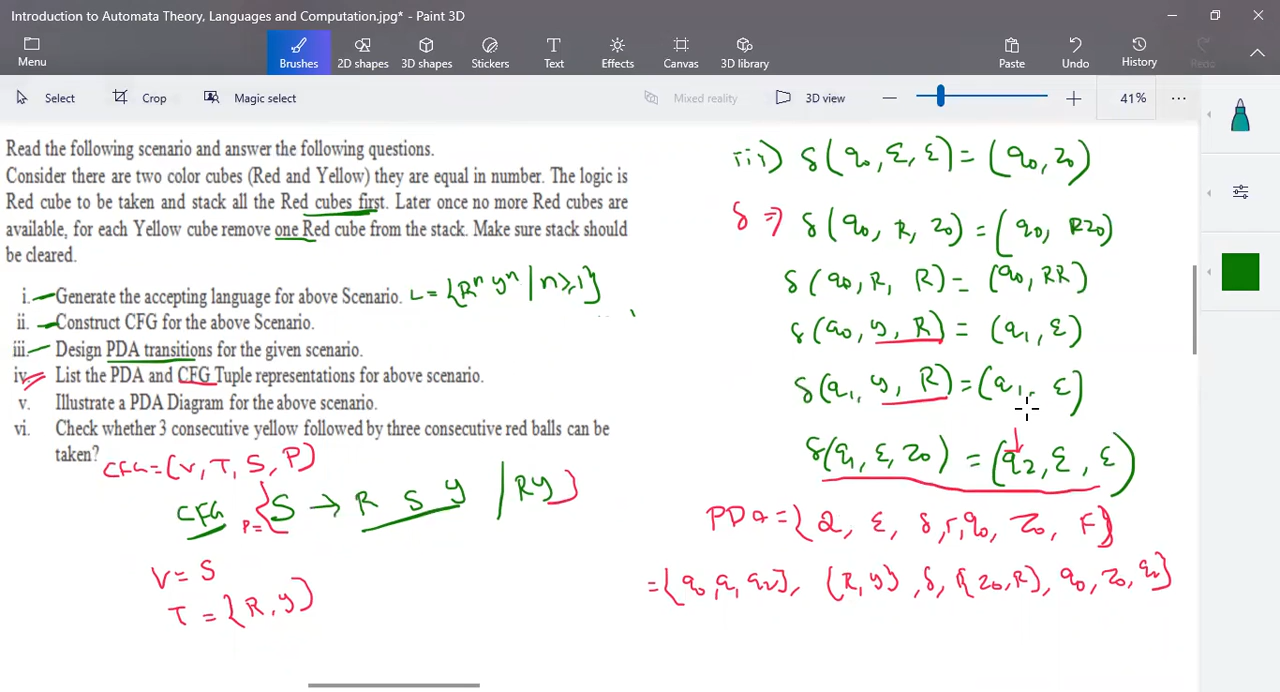 Introduction to Automata Theory, Languages and Computation.jpg* - Paint 3D
Menu Brushes 2D shapes 3D shapes Stickers Text Effects Canvas 3D library Paste Undo History Redo
Select Crop Magic select Mixed reality 3D view 41%
Read the following scenario and answer the following questions.
Consider there are two color cubes (Red and Yellow) they are equal in number. The logic is
Red cube to be taken and stack all the Red cubes first. Later once no more Red cubes are
available, for each Yellow cube remove one Red cube from the stack. Make sure stack should
be cleared.
i. Generate the accepting language for above Scenario. L = {Rⁿ yⁿ | n≥1}
ii. Construct CFG for the above Scenario.
iii. Design PDA transitions for the given scenario.
iv. List the PDA and CFG Tuple representations for above scenario.
v. Illustrate a PDA Diagram for the above scenario.
vi. Check whether 3 consecutive yellow followed by three consecutive red balls can be
taken?
CFG = (V, T, S, P)
CFG P = { S → R S y | Ry }
V = S
T = {R, y}
iii) δ(q0, ε, ε) = (q0, z0)
δ ⇒ δ(q0, R, z0) = (q0, Rz0)
δ(q0, R, R) = (q0, RR)
δ(q0, y, R) = (q1, ε)
δ(q1, y, R) = (q1, ε)
δ(q1, ε, z0) = (q2, ε, ε)
PDA = {Q, Σ, δ, Γ, q0, z0, F}
= {q0, q1, q2}, {R, y}, δ, {z0, R}, q0, z0, q2}